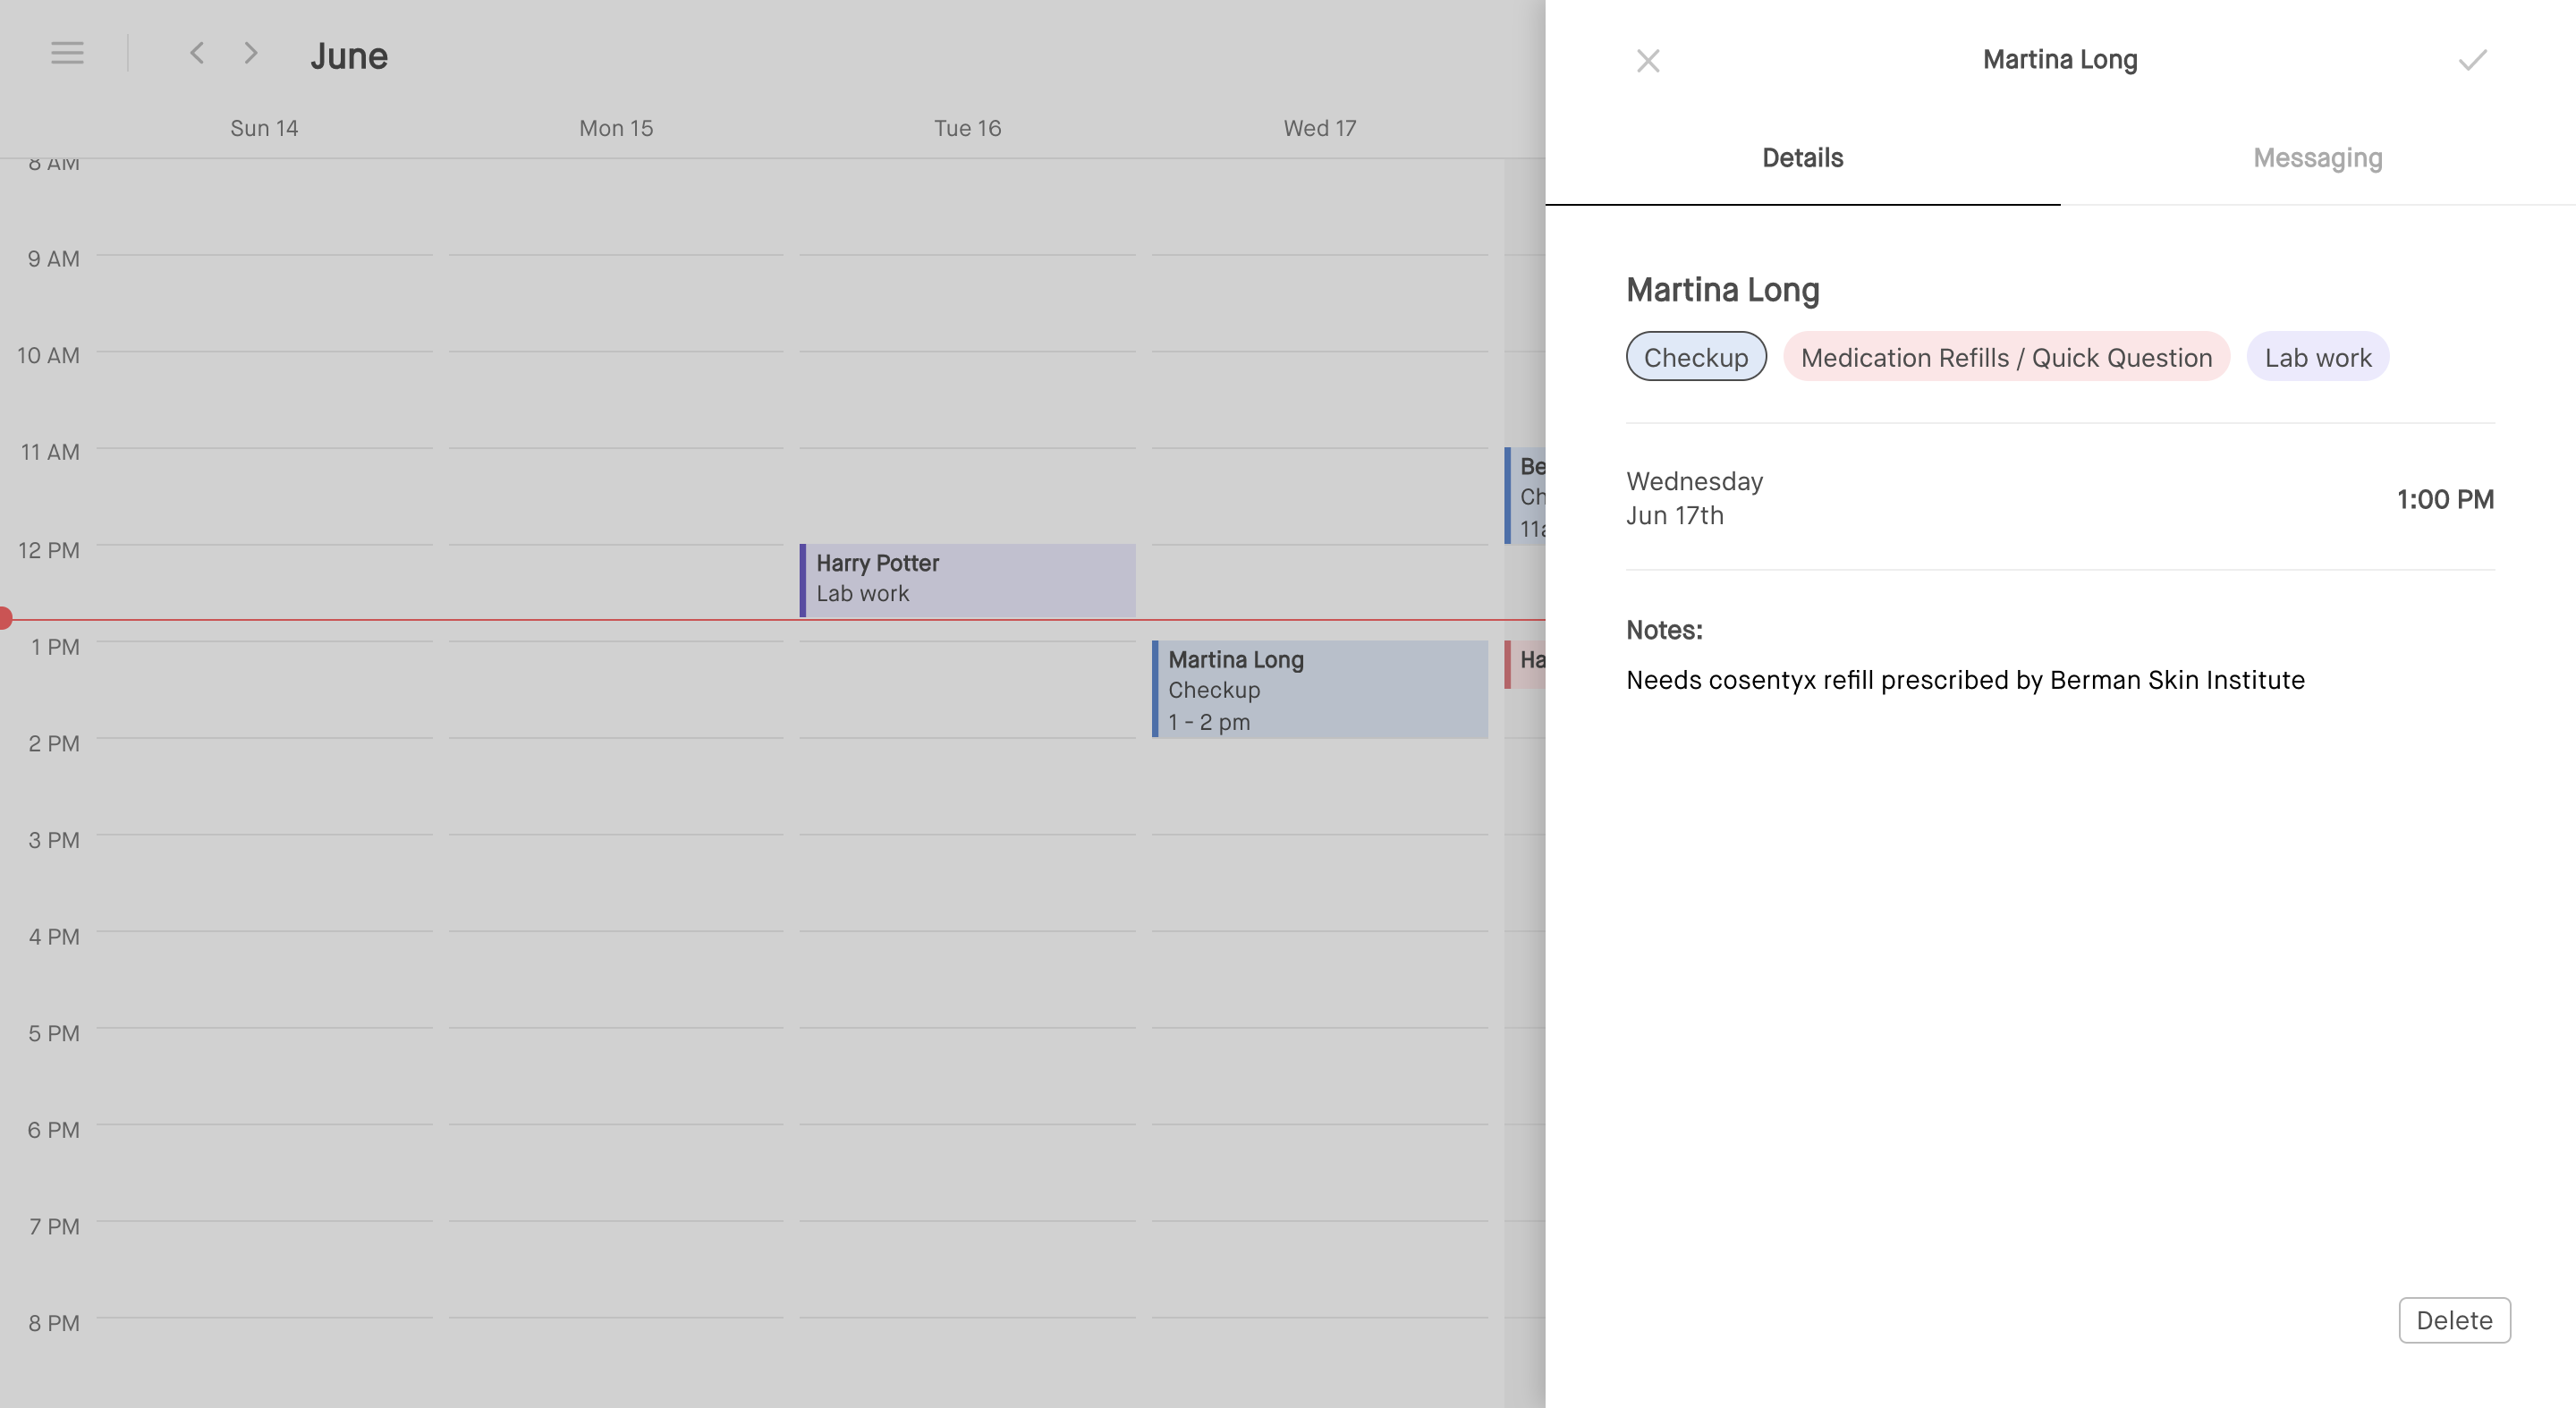 June
Sun 14
Mon 15
Tue 16
Wed 17
8 AM
9 AM
10 AM
11 AM
12 PM
1 PM
2 PM
3 PM
4 PM
5 PM
6 PM
7 PM
8 PM
Harry Potter
Lab work
Martina Long
Checkup
1 - 2 pm
Be
Ch
11a
Ha
Martina Long
Details
Messaging
Martina Long
Checkup
Medication Refills / Quick Question
Lab work
Wednesday
Jun 17th
1:00 PM
Notes:
Needs cosentyx refill prescribed by Berman Skin Institute
Delete